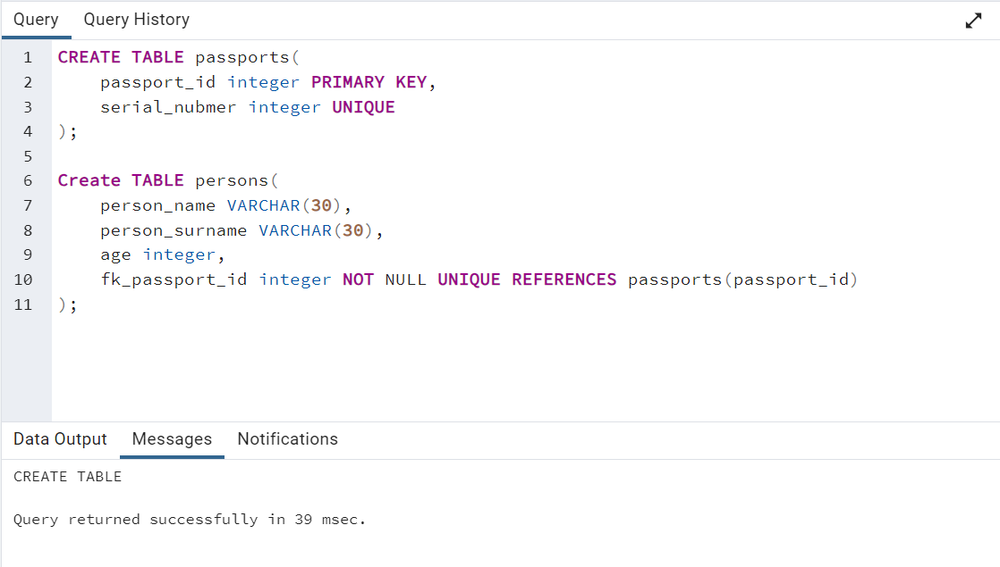 Query Query History
1 CREATE TABLE passports(
2 passport_id integer PRIMARY KEY,
3 serial_nubmer integer UNIQUE
4 );
5
6 Create TABLE persons(
7 person_name VARCHAR(30),
8 person_surname VARCHAR(30),
9 age integer,
10 fk_passport_id integer NOT NULL UNIQUE REFERENCES passports(passport_id)
11 );
Data Output Messages Notifications
CREATE TABLE
Query returned successfully in 39 msec.